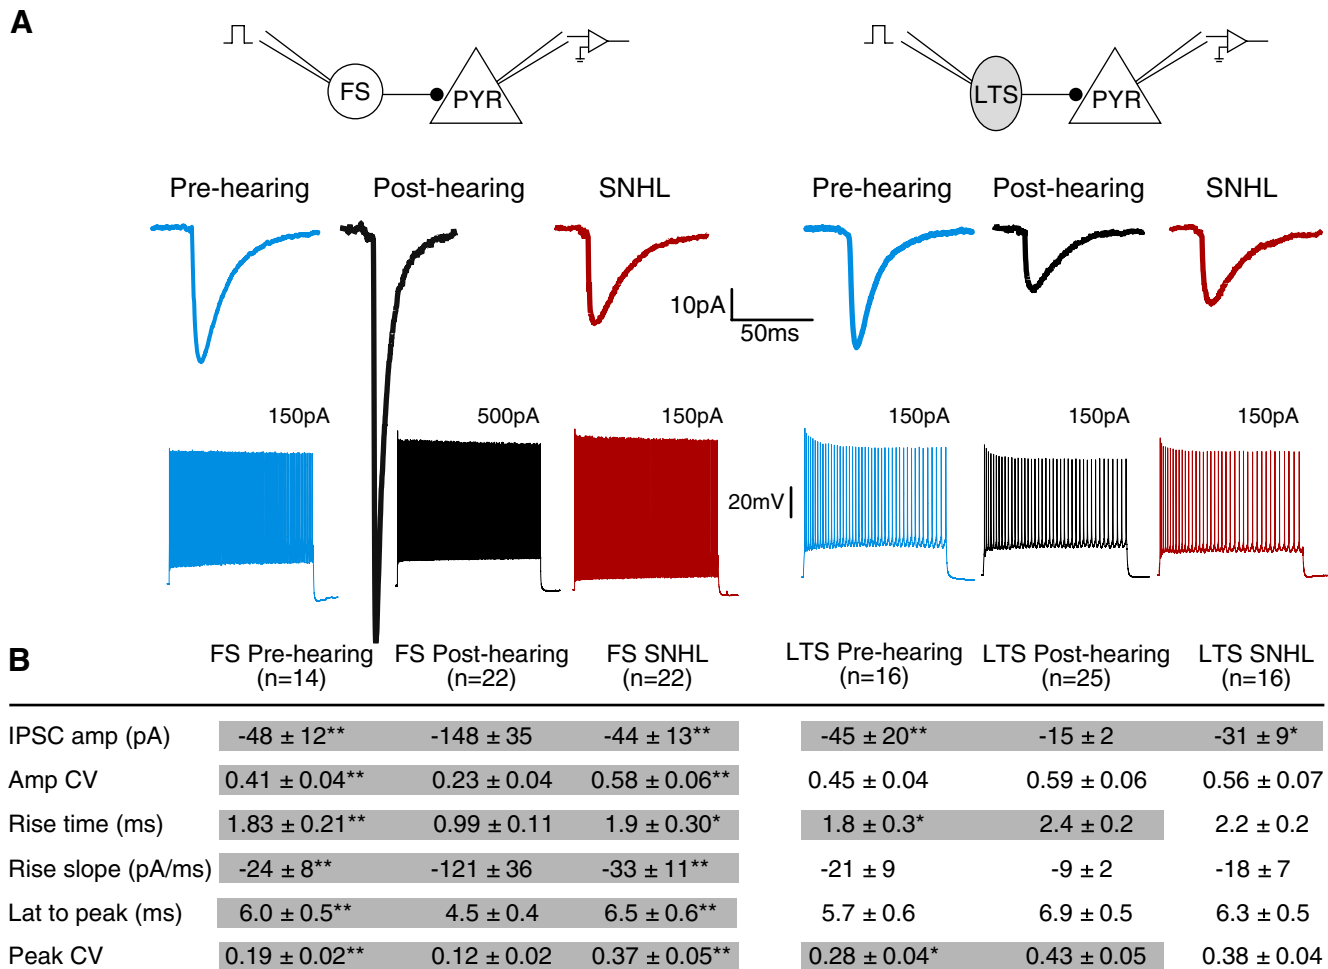 A
FS PYR LTS PYR
Pre-hearing Post-hearing SNHL Pre-hearing Post-hearing SNHL
10pA
50ms
150pA 500pA 150pA 150pA 150pA 150pA
20mV
B
FS Pre-hearing FS Post-hearing FS SNHL LTS Pre-hearing LTS Post-hearing LTS SNHL
(n=14) (n=22) (n=22) (n=16) (n=25) (n=16)
IPSC amp (pA) -48 ± 12** -148 ± 35 -44 ± 13** -45 ± 20** -15 ± 2 -31 ± 9*
Amp CV 0.41 ± 0.04** 0.23 ± 0.04 0.58 ± 0.06** 0.45 ± 0.04 0.59 ± 0.06 0.56 ± 0.07
Rise time (ms) 1.83 ± 0.21** 0.99 ± 0.11 1.9 ± 0.30* 1.8 ± 0.3* 2.4 ± 0.2 2.2 ± 0.2
Rise slope (pA/ms) -24 ± 8** -121 ± 36 -33 ± 11** -21 ± 9 -9 ± 2 -18 ± 7
Lat to peak (ms) 6.0 ± 0.5** 4.5 ± 0.4 6.5 ± 0.6** 5.7 ± 0.6 6.9 ± 0.5 6.3 ± 0.5
Peak CV 0.19 ± 0.02** 0.12 ± 0.02 0.37 ± 0.05** 0.28 ± 0.04* 0.43 ± 0.05 0.38 ± 0.04